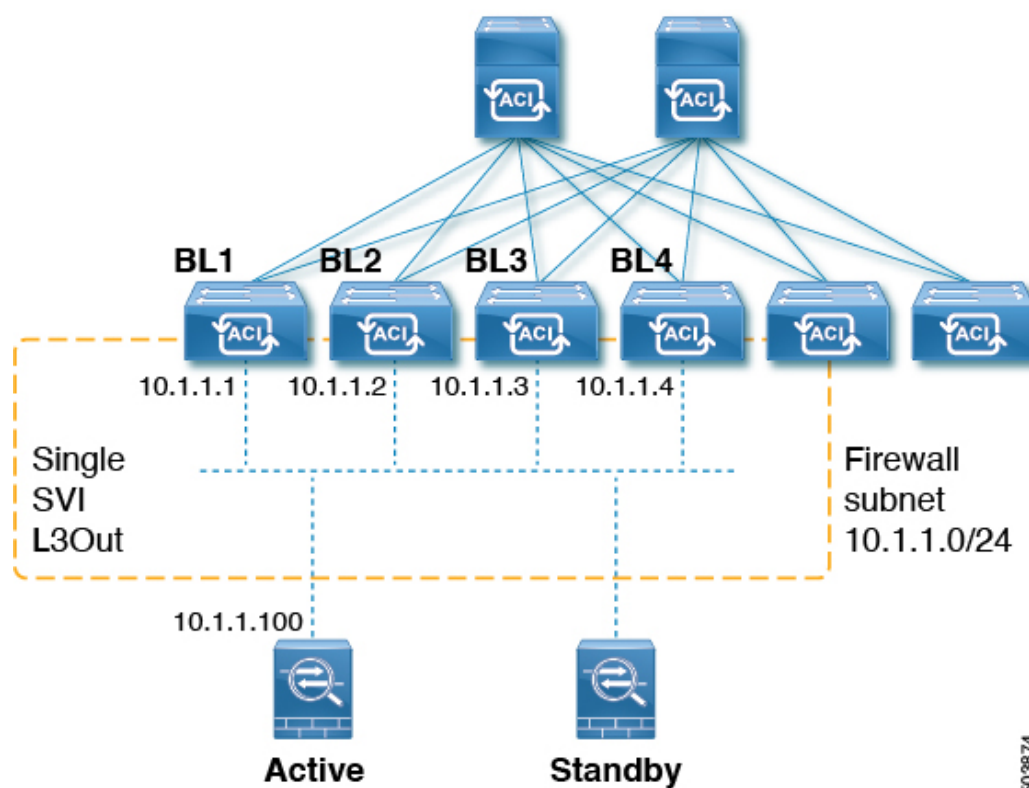 ACI ACI
BL1 BL2 BL3 BL4
ACI ACI ACI ACI ACI ACI
10.1.1.1 10.1.1.2 10.1.1.3 10.1.1.4
Single
SVI
L3Out
Firewall
subnet
10.1.1.0/24
10.1.1.100
Active Standby